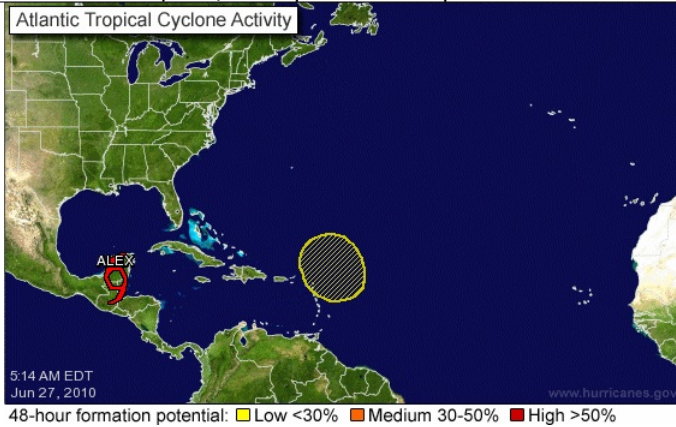 Atlantic Tropical Cyclone Activity
ALEX
5:14 AM EDT
Jun 27, 2010
www.hurricanes.gov
48-hour formation potential: Low <30% Medium 30-50% High >50%